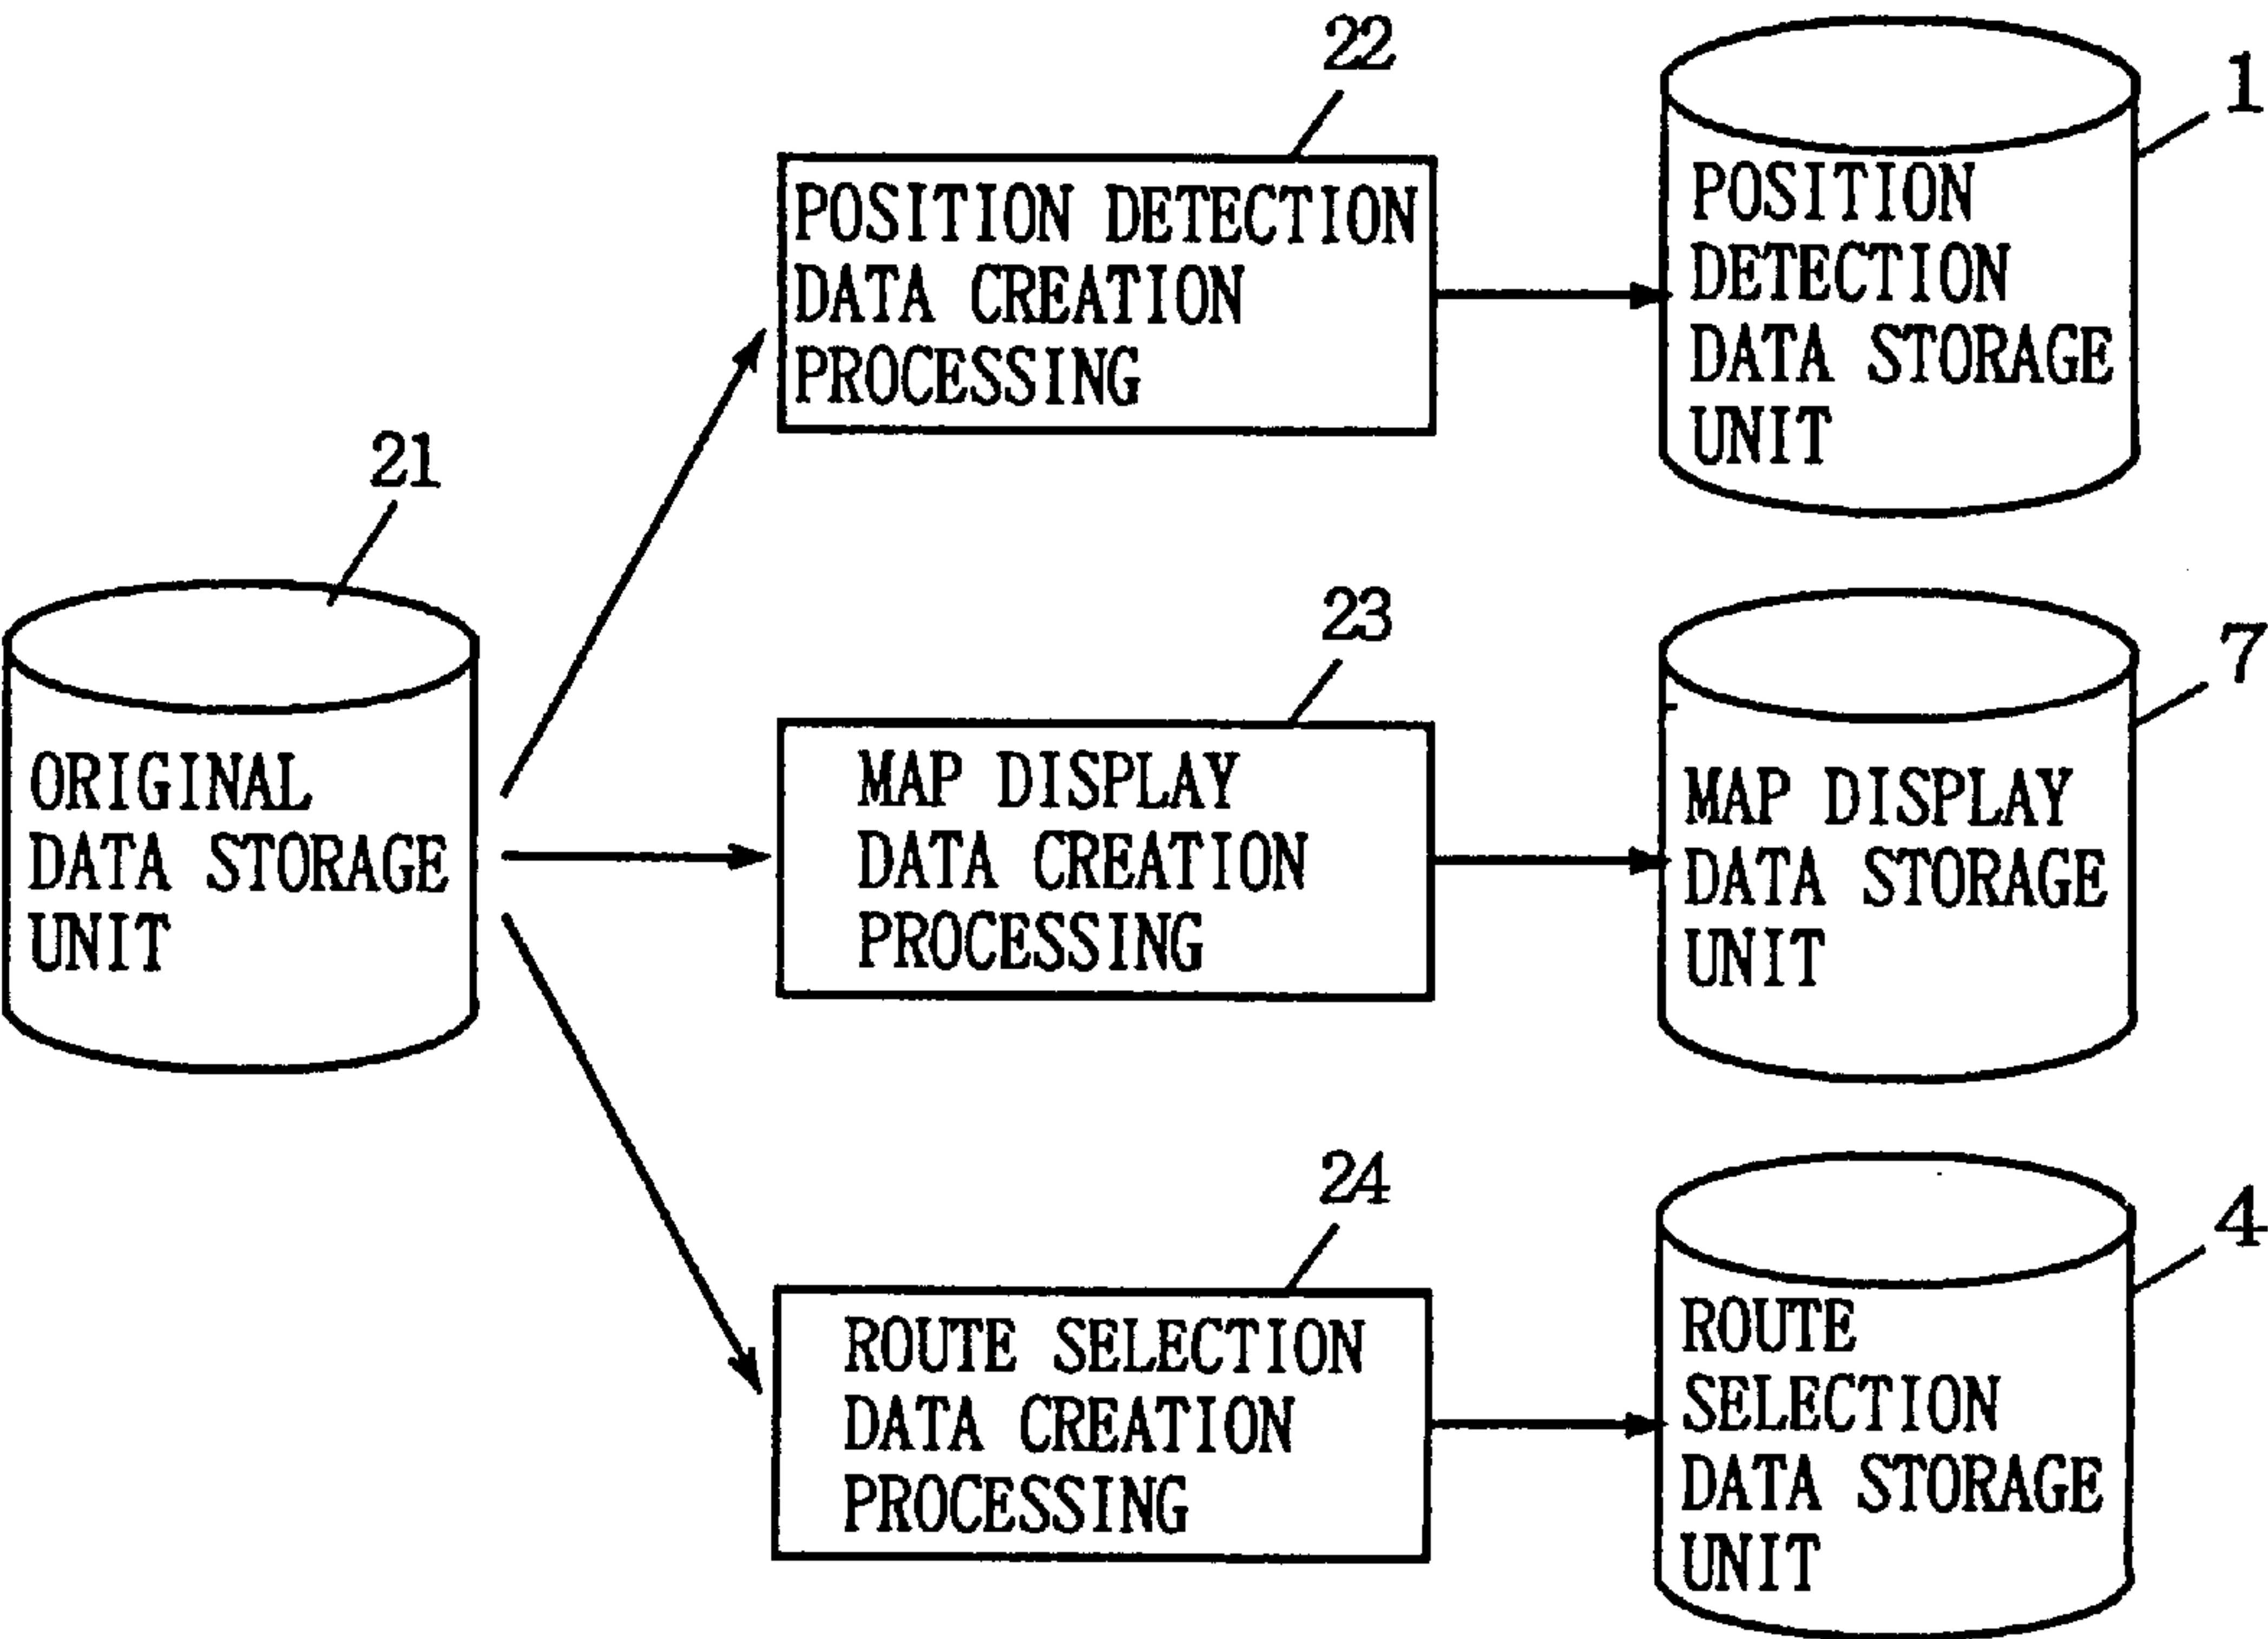 22
1
POSITION DETECTION
DATA CREATION
PROCESSING
POSITION
DETECTION
DATA STORAGE
UNIT
21
ORIGINAL
DATA STORAGE
UNIT
23
7
MAP DISPLAY
DATA CREATION
PROCESSING
MAP DISPLAY
DATA STORAGE
UNIT
24
4
ROUTE SELECTION
DATA CREATION
PROCESSING
ROUTE
SELECTION
DATA STORAGE
UNIT